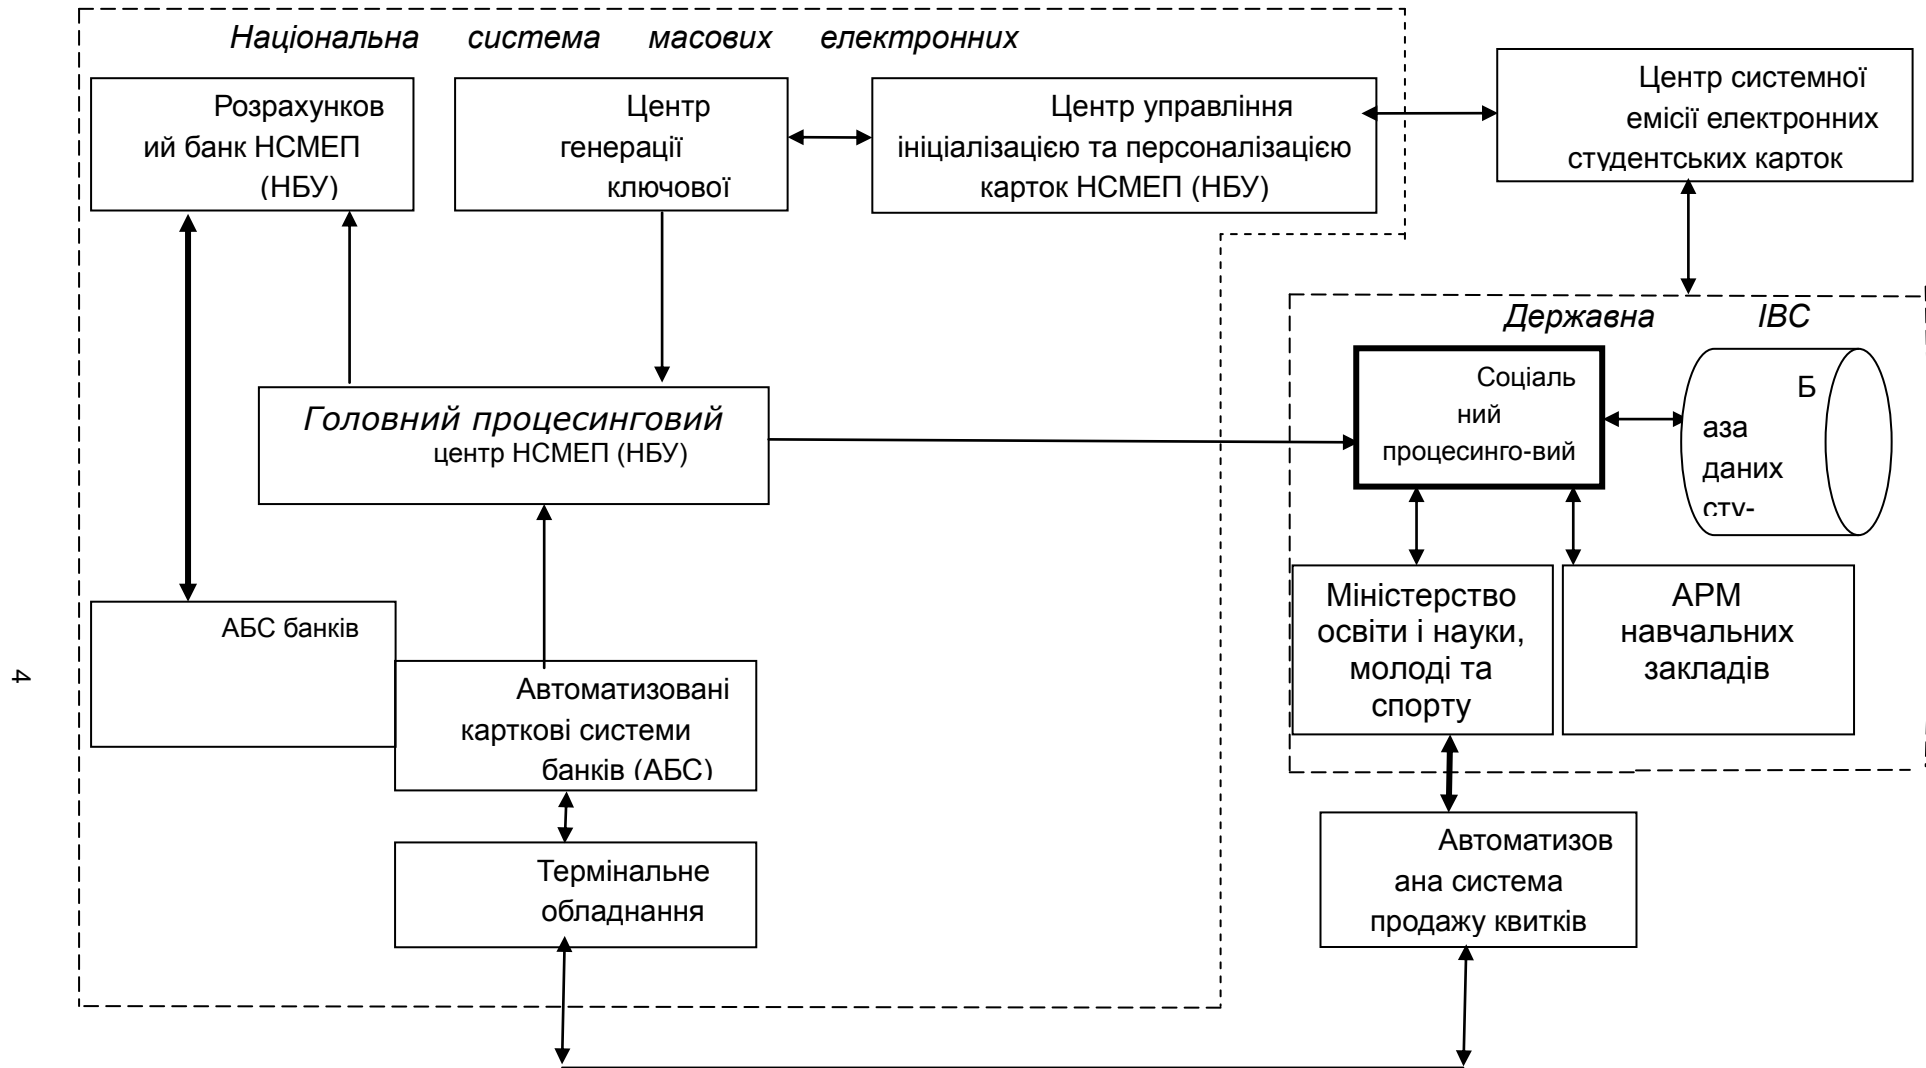 Національна система масових електронних
Розрахунков
ий банк НСМЕП
(НБУ)
Центр
генерації
ключової
Центр управління
ініціалізацією та персоналізацією
карток НСМЕП (НБУ)
Центр системної
емісії електронних
студентських карток
Державна ІВС
Соціаль
ний
процесинго-вий
Б
аза
даних
сту-
Головний процесинговий
центр НСМЕП (НБУ)
Міністерство
освіти і науки,
молоді та
спорту
АРМ
навчальних
закладів
АБС банків
Автоматизовані
карткові системи
банків (АБС)
Термінальне
обладнання
Автоматизов
ана система
продажу квитків
4